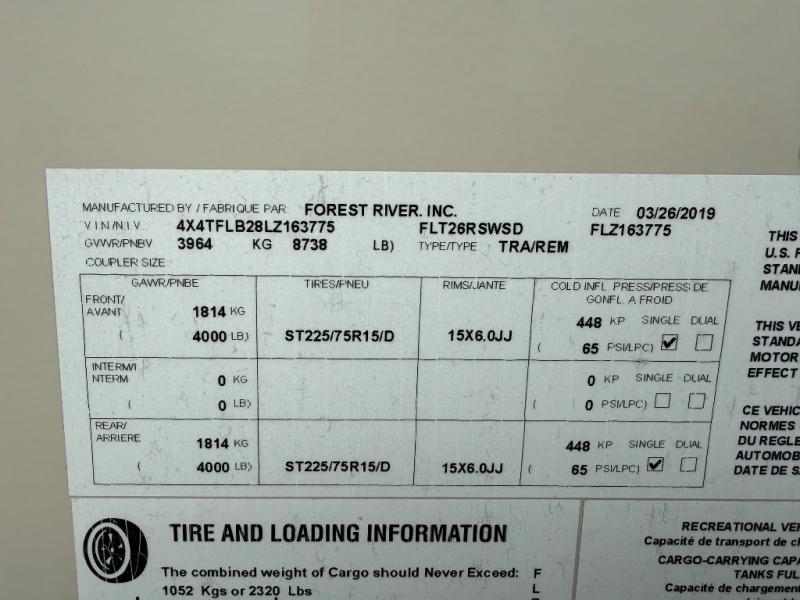 MANUFACTURED BY / FABRIQUE PAR FOREST RIVER, INC. DATE 03/26/2019
V.I.N/N.I.V. 4X4TFLB28LZ163775 FLT26RSWSD FLZ163775
GVWR/PNBV 3964 KG 8738 LB) TYPE/TYPE TRA/REM
COUPLER SIZE:
GAWR/PNBE TIRES/PNEU RIMS/JANTE COLD INFL. PRESS/PRESS DE GONFL. A FROID
FRONT/ AVANT 1814 KG 448 KP SINGLE DUAL
( 4000 LB) ST225/75R15/D 15X6.0JJ ( 65 PSI/LPC)
INTERM/I NTERM 0 KG 0 KP SINGLE DUAL
( 0 LB) ( 0 PSI/LPC)
REAR/ ARRIERE 1814 KG 448 KP SINGLE DUAL
( 4000 LB) ST225/75R15/D 15X6.0JJ ( 65 PSI/LPC)
THIS
U.S. F
STAN
MANU
THIS VE
STANDA
MOTOR
EFFECT
CE VEHIC
NORMES
DU REGLE
AUTOMOB
DATE DE S
TIRE AND LOADING INFORMATION
The combined weight of Cargo should Never Exceed: F
1052 Kgs or 2320 Lbs L
RECREATIONAL VE
Capacité de transport de c
CARGO-CARRYING CAPA
TANKS FULL
Capacité de chargement